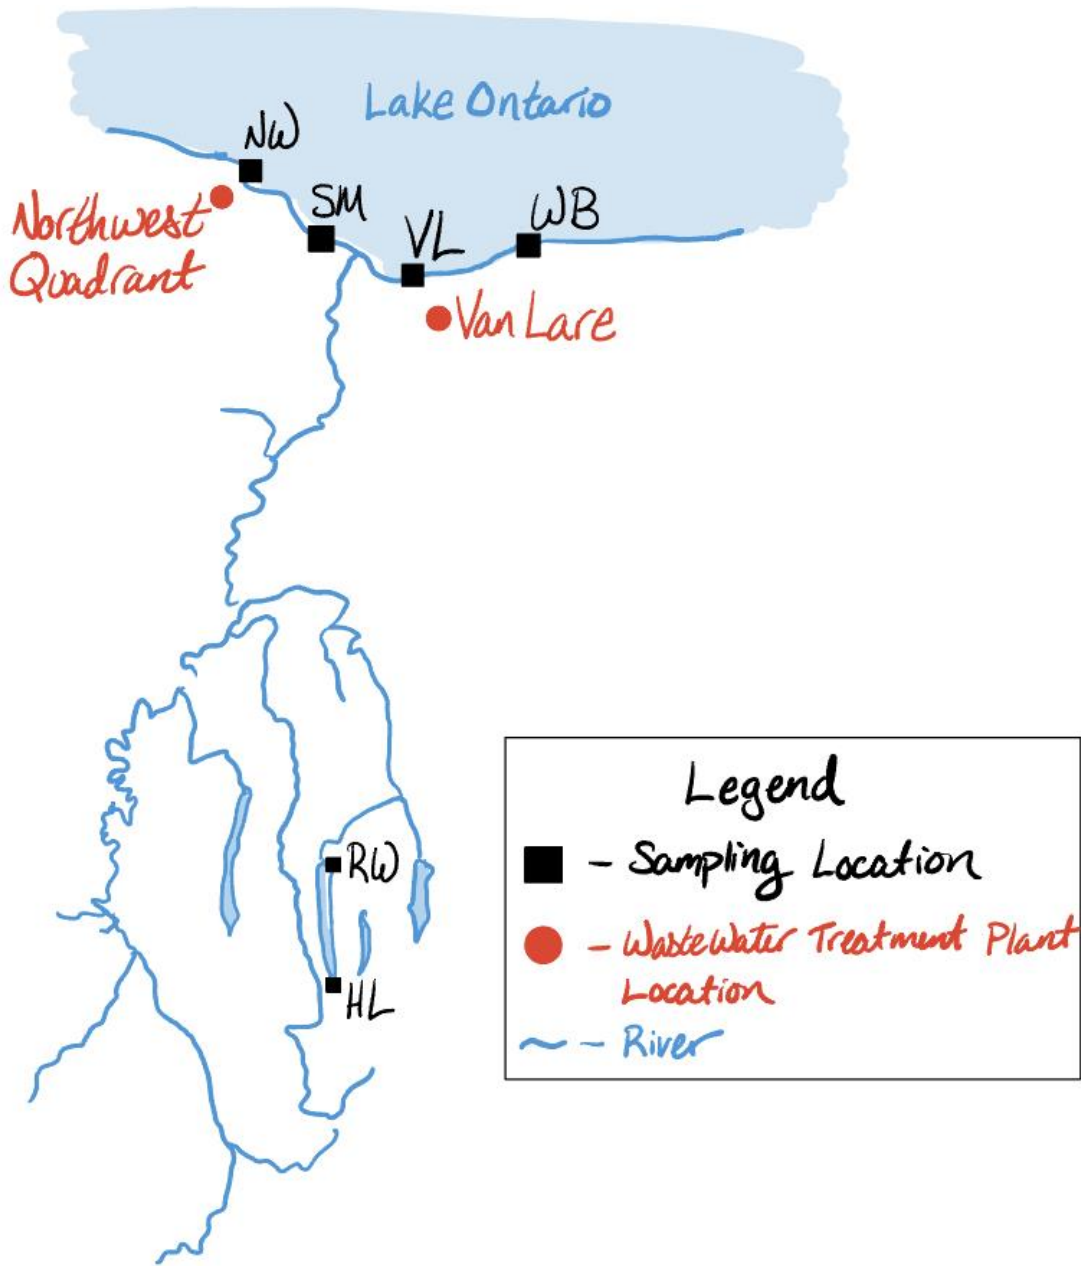 Lake Ontario
NW
SM
WB
VL
Northwest
Quadrant
Van Lare
RW
HL
Legend
- Sampling Location
- WasteWater Treatment Plant
Location
- River